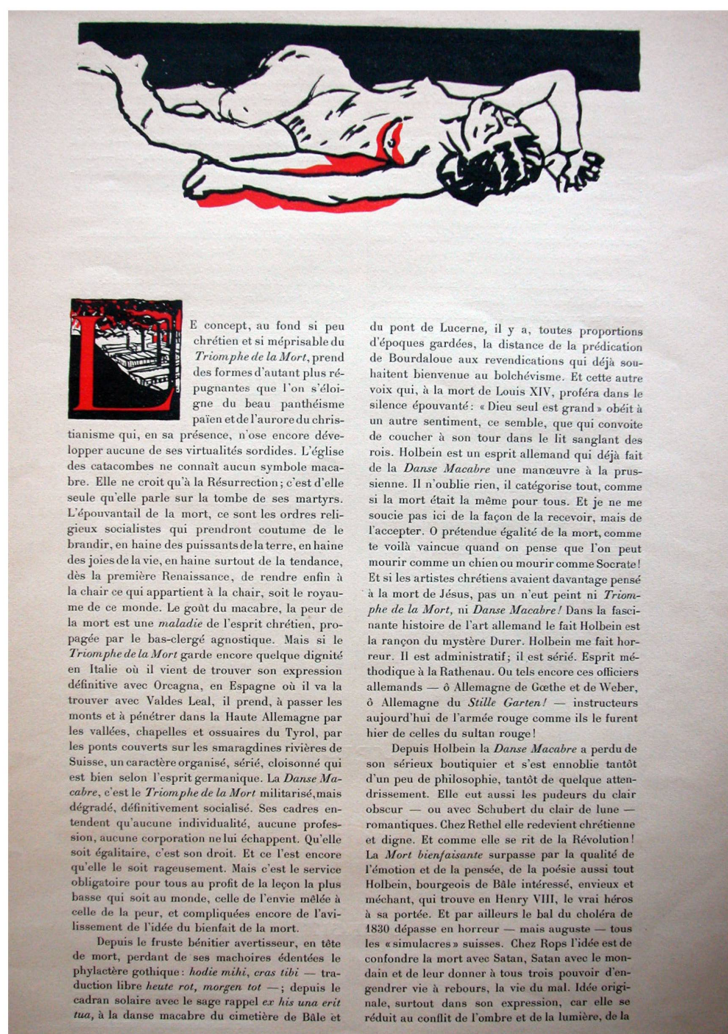 LE concept, au fond si peu
chrétien et si méprisable du
Triomphe de la Mort, prend
des formes d'autant plus ré-
pugnantes que l'on s'éloi-
gne du beau panthéisme
païen et de l'aurore du chris-
tianisme qui, en sa présence, n'ose encore déve-
lopper aucune de ses virtualités sordides. L'église
des catacombes ne connaît aucun symbole maca-
bre. Elle ne croit qu'à la Résurrection ; c'est d'elle
seule qu'elle parle sur la tombe de ses martyrs.
L'épouvantail de la mort, ce sont les ordres reli-
gieux socialistes qui prendront coutume de le
brandir, en haine des puissants de la terre, en haine
des joies de la vie, en haine surtout de la tendance,
dès la première Renaissance, de rendre enfin à
la chair ce qui appartient à la chair, soit le royau-
me de ce monde. Le goût du macabre, la peur de
la mort est une maladie de l'esprit chrétien, pro-
pagée par le bas-clergé agnostique. Mais si le
Triomphe de la Mort garde encore quelque dignité
en Italie où il vient de trouver son expression
définitive avec Orcagna, en Espagne où il va la
trouver avec Valdes Leal, il prend, à passer les
monts et à pénétrer dans la Haute Allemagne par
les vallées, chapelles et ossuaires du Tyrol, par
les ponts couverts sur les smaragdines rivières de
Suisse, un caractère organisé, sérié, cloisonné qui
est bien selon l'esprit germanique. La Danse Ma-
cabre, c'est le Triomphe de la Mort militarisé, mais
dégradé, définitivement socialisé. Ses cadres en-
tendent qu'aucune individualité, aucune profes-
sion, aucune corporation ne lui échappent. Qu'elle
soit égalitaire, c'est son droit. Et ce l'est encore
qu'elle le soit rageusement. Mais c'est le service
obligatoire pour tous au profit de la leçon la plus
basse qui soit au monde, celle de l'envie mêlée à
celle de la peur, et compliquées encore de l'avi-
lissement de l'idée du bienfait de la mort.
Depuis le fruste bénitier avertisseur, en tête
de mort, perdant de ses machoires édentées le
phylactère gothique : hodie mihi, cras tibi — tra-
duction libre heute rot, morgen tot — ; depuis le
cadran solaire avec le sage rappel ex his una erit
tua, à la danse macabre du cimetière de Bâle et
du pont de Lucerne, il y a, toutes proportions
d'époques gardées, la distance de la prédication
de Bourdaloue aux revendications qui déjà sou-
haitent bienvenue au bolchévisme. Et cette autre
voix qui, à la mort de Louis XIV, proféra dans le
silence épouvanté : « Dieu seul est grand » obéit à
un autre sentiment, ce semble, que qui convoite
de coucher à son tour dans le lit sanglant des
rois. Holbein est un esprit allemand qui déjà fait
de la Danse Macabre une manœuvre à la prus-
sienne. Il n'oublie rien, il catégorise tout, comme
si la mort était la même pour tous. Et je ne me
soucie pas ici de la façon de la recevoir, mais de
l'accepter. O prétendue égalité de la mort, comme
te voilà vaincue quand on pense que l'on peut
mourir comme un chien ou mourir comme Socrate !
Et si les artistes chrétiens avaient davantage pensé
à la mort de Jésus, pas un n'eut peint ni Triom-
phe de la Mort, ni Danse Macabre ! Dans la fasci-
nante histoire de l'art allemand le fait Holbein est
la rançon du mystère Durer. Holbein me fait hor-
reur. Il est administratif ; il est sérié. Esprit mé-
thodique à la Rathenau. Ou tels encore ces officiers
allemands — ô Allemagne de Gœthe et de Weber,
ô Allemagne du Stille Garten ! — instructeurs
aujourd'hui de l'armée rouge comme ils le furent
hier de celles du sultan rouge !
Depuis Holbein la Danse Macabre a perdu de
son sérieux boutiquier et s'est ennoblie tantôt
d'un peu de philosophie, tantôt de quelque atten-
drissement. Elle eut aussi les pudeurs du clair
obscur — ou avec Schubert du clair de lune —
romantiques. Chez Rethel elle redevient chrétienne
et digne. Et comme elle se rit de la Révolution !
La Mort bienfaisante surpasse par la qualité de
l'émotion et de la pensée, de la poésie aussi tout
Holbein, bourgeois de Bâle intéressé, envieux et
méchant, qui trouve en Henry VIII, le vrai héros
à sa portée. Et par ailleurs le bal du choléra de
1830 dépasse en horreur — mais auguste — tous
les « simulacres » suisses. Chez Rops l'idée est de
confondre la mort avec Satan, Satan avec le mon-
dain et de leur donner à tous trois pouvoir d'en-
gendrer vie à rebours, la vie du mal. Idée origi-
nale, surtout dans son expression, car elle se
réduit au conflit de l'ombre et de la lumière, de la